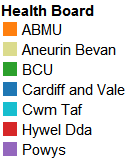 Health Board
ABMU
Aneurin Bevan
BCU
Cardiff and Vale
Cwm Taf
Hywel Dda
Powys